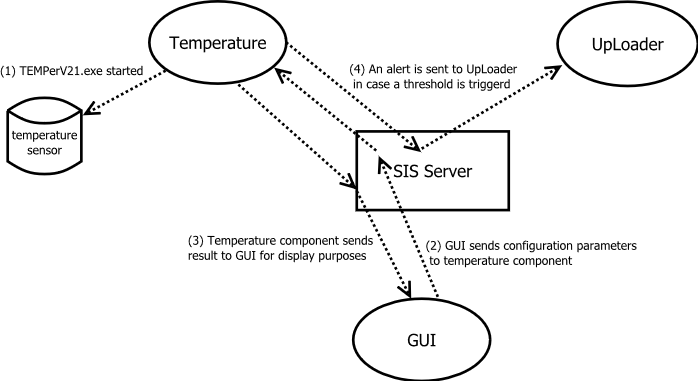 Temperature
UpLoader
(1) TEMPerV21.exe started
(4) An alert is sent to UpLoader
in case a threshold is triggerd
temperature
sensor
SIS Server
(3) Temperature component sends
result to GUI for display purposes
(2) GUI sends configuration parameters
to temperature component
GUI